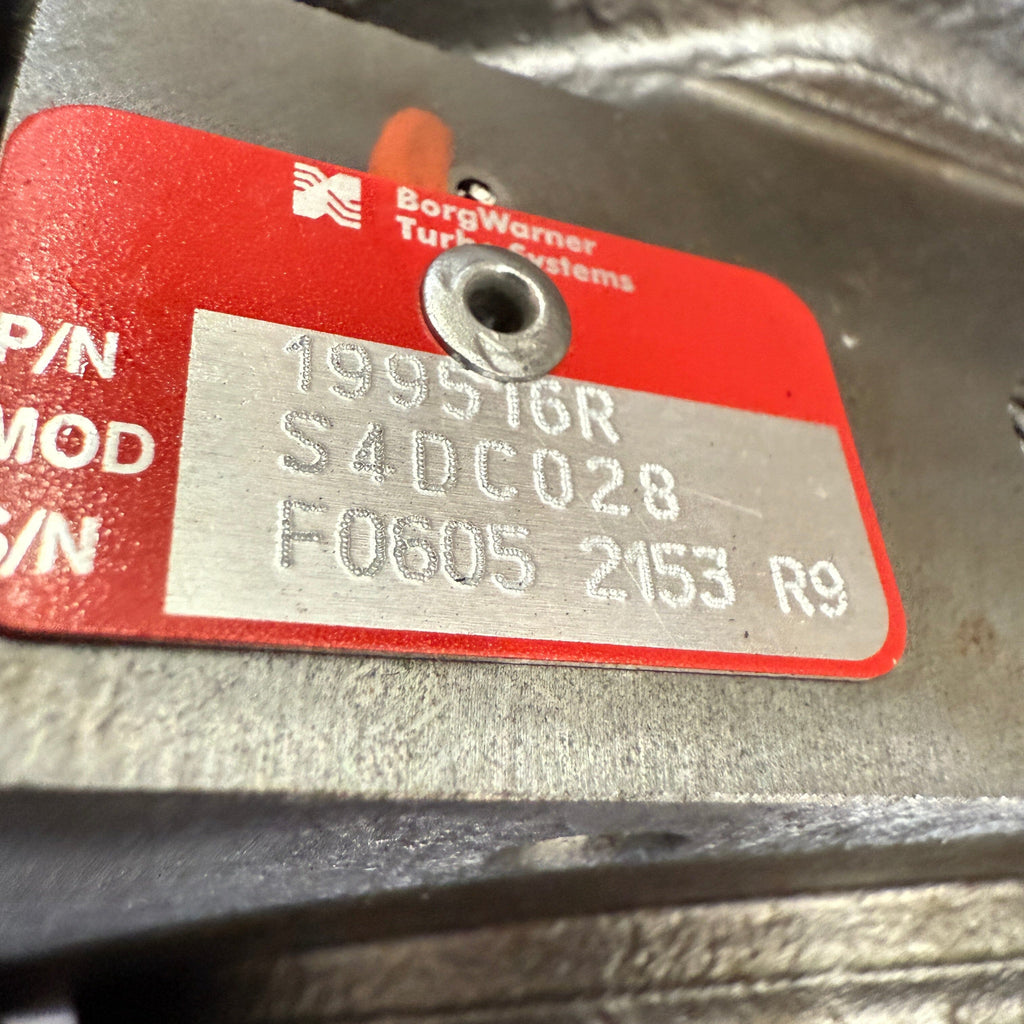 BorgWarner
Turbo Systems
P/N 199516R
MOD S4DC028
S/N F0605 2153 R9